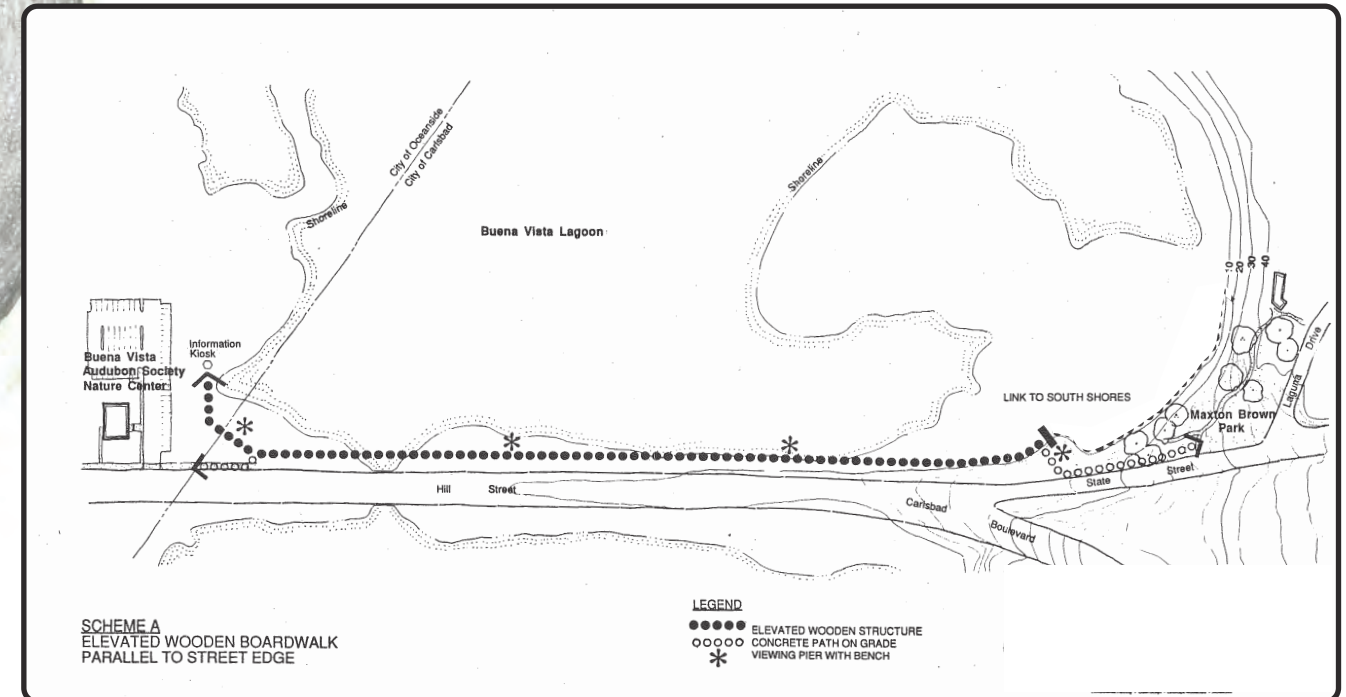 City of Oceanside
City of Carlsbad
Shoreline
Shoreline
Buena Vista Lagoon
10
20
30
40
Information
Kiosk
Buena Vista
Audubon Society
Nature Center
LINK TO SOUTH SHORES
Maxton Brown
Park
Laguna Drive
Hill Street
State Street
Carlsbad Boulevard
SCHEME A
ELEVATED WOODEN BOARDWALK
PARALLEL TO STREET EDGE
LEGEND
ELEVATED WOODEN STRUCTURE
CONCRETE PATH ON GRADE
VIEWING PIER WITH BENCH